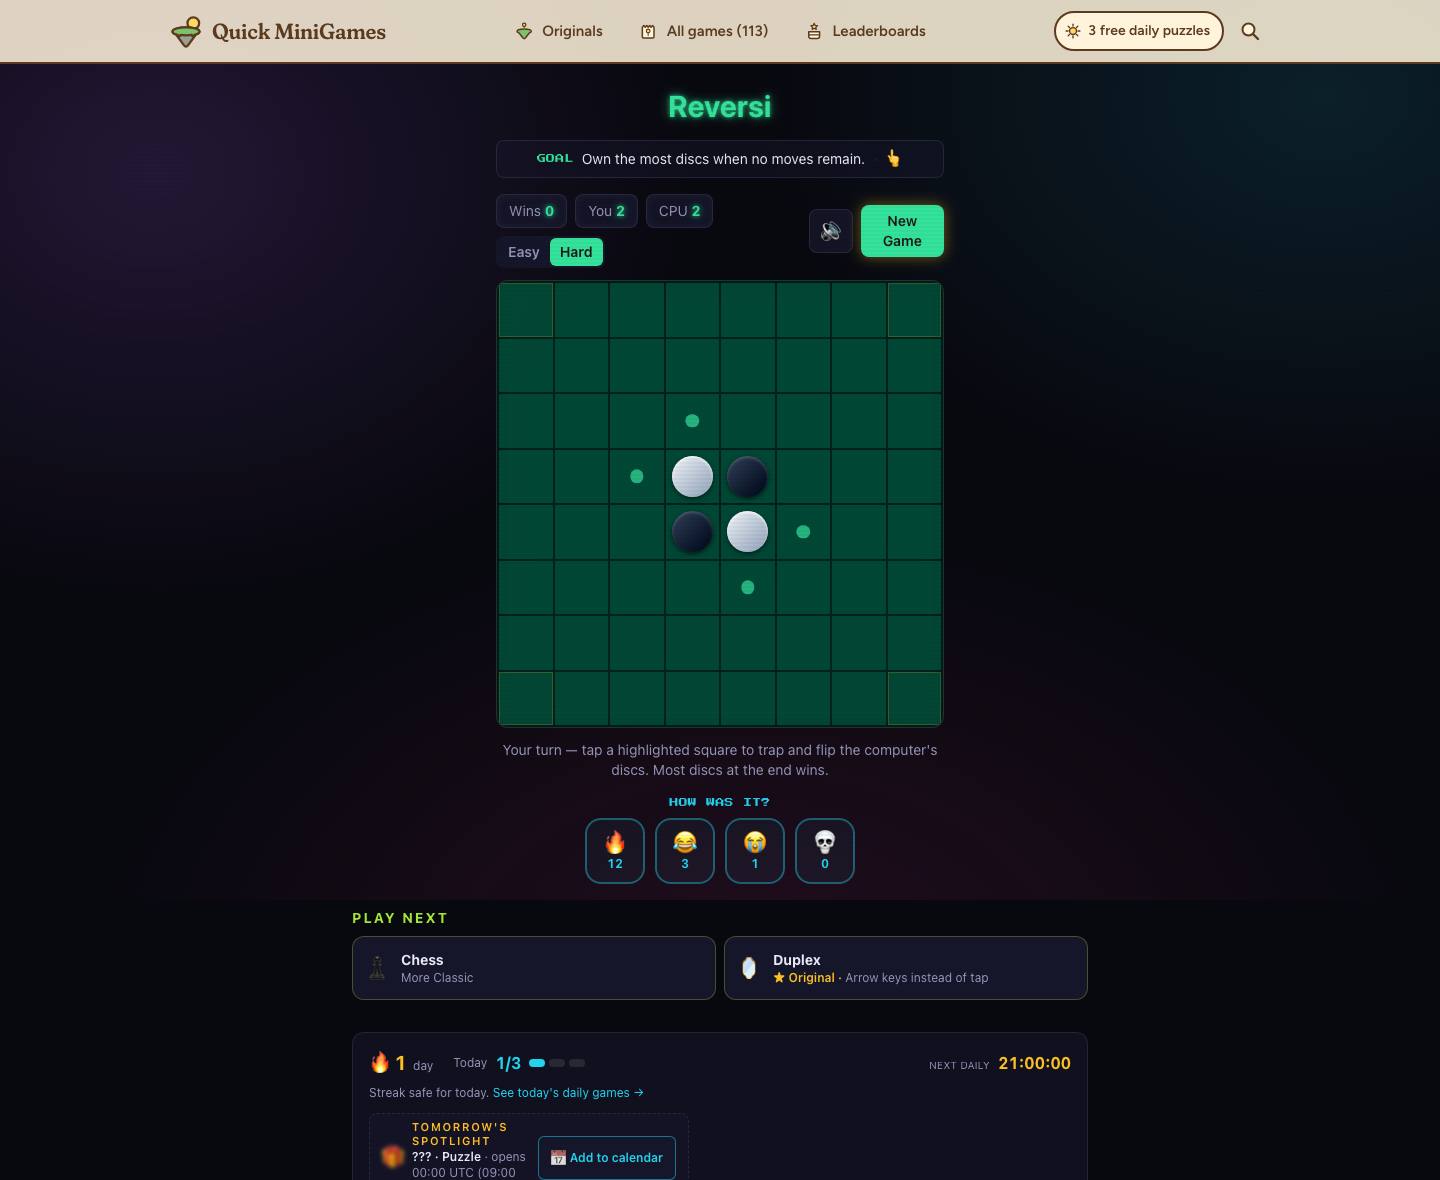 Quick MiniGames
Originals
All games (113)
Leaderboards
3 free daily puzzles
Reversi
GOAL Own the most discs when no moves remain.
Wins 0
You 2
CPU 2
New
Game
Easy
Hard
Your turn — tap a highlighted square to trap and flip the computer's
discs. Most discs at the end wins.
HOW WAS IT?
12
3
1
0
PLAY NEXT
Chess
More Classic
Duplex
Original · Arrow keys instead of tap
1 day
Today 1/3
NEXT DAILY 21:00:00
Streak safe for today. See today's daily games →
TOMORROW'S
SPOTLIGHT
??? · Puzzle · opens
00:00 UTC (09:00
Add to calendar